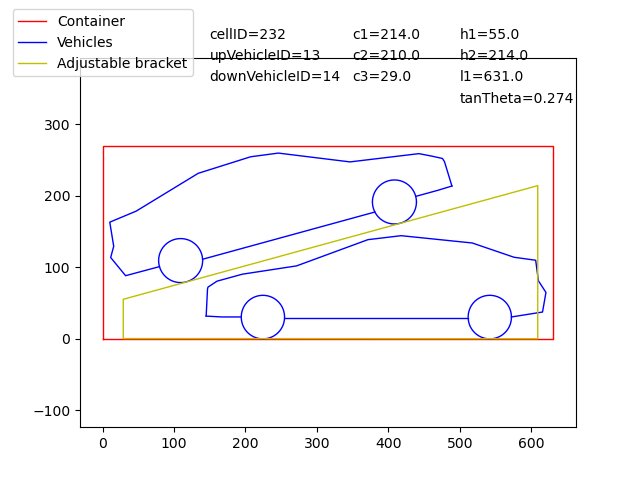 Container
Vehicles
Adjustable bracket
cellID=232 c1=214.0 h1=55.0
upVehicleID=13 c2=210.0 h2=214.0
downVehicleID=14 c3=29.0 l1=631.0
tanTheta=0.274
300
200
100
0
−100
0 100 200 300 400 500 600